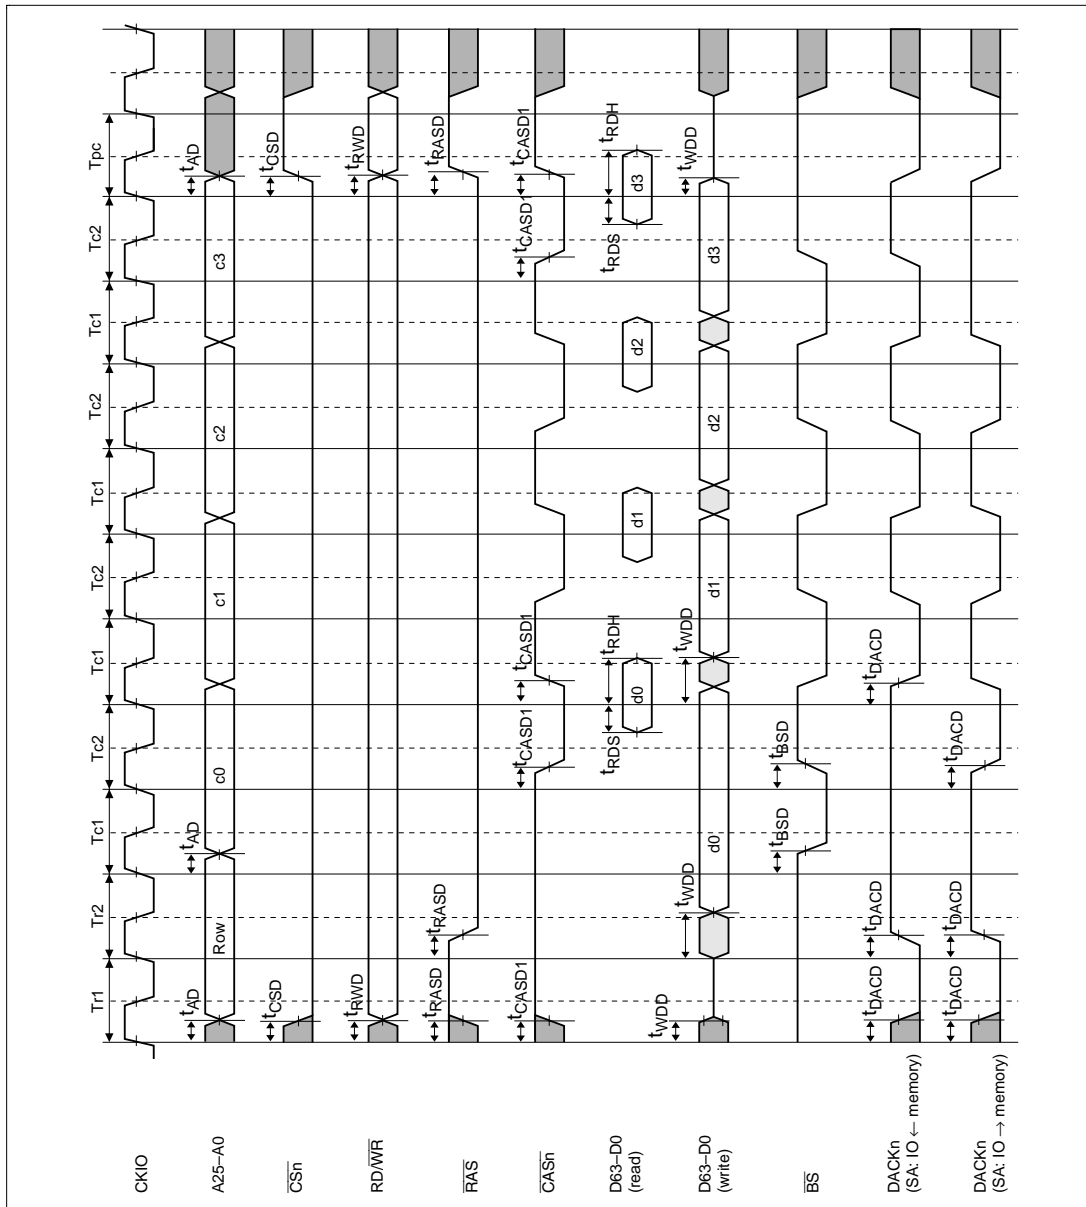 Tr1 Tr2 Tc1 Tc2 Tc1 Tc2 Tc1 Tc2 Tc1 Tc2 Tpc
CKIO
tAD tAD tAD
A25–A0 Row c0 c1 c2 c3
tCSD tCSD
CSn
tRWD tRWD
RD/WR
tRASD tRASD tRASD
RAS
tCASD1 tCASD1 tCASD1 tCASD1 tCASD1
CASn
tRDS tRDH tRDS tRDH
D63–D0
(read) d0 d1 d2 d3
tWDD tWDD tWDD tWDD
D63–D0
(write) d0 d1 d2 d3
tBSD tBSD
BS
tDACD tDACD tDACD
DACKn
(SA: IO ← memory)
tDACD tDACD tDACD
DACKn
(SA: IO → memory)